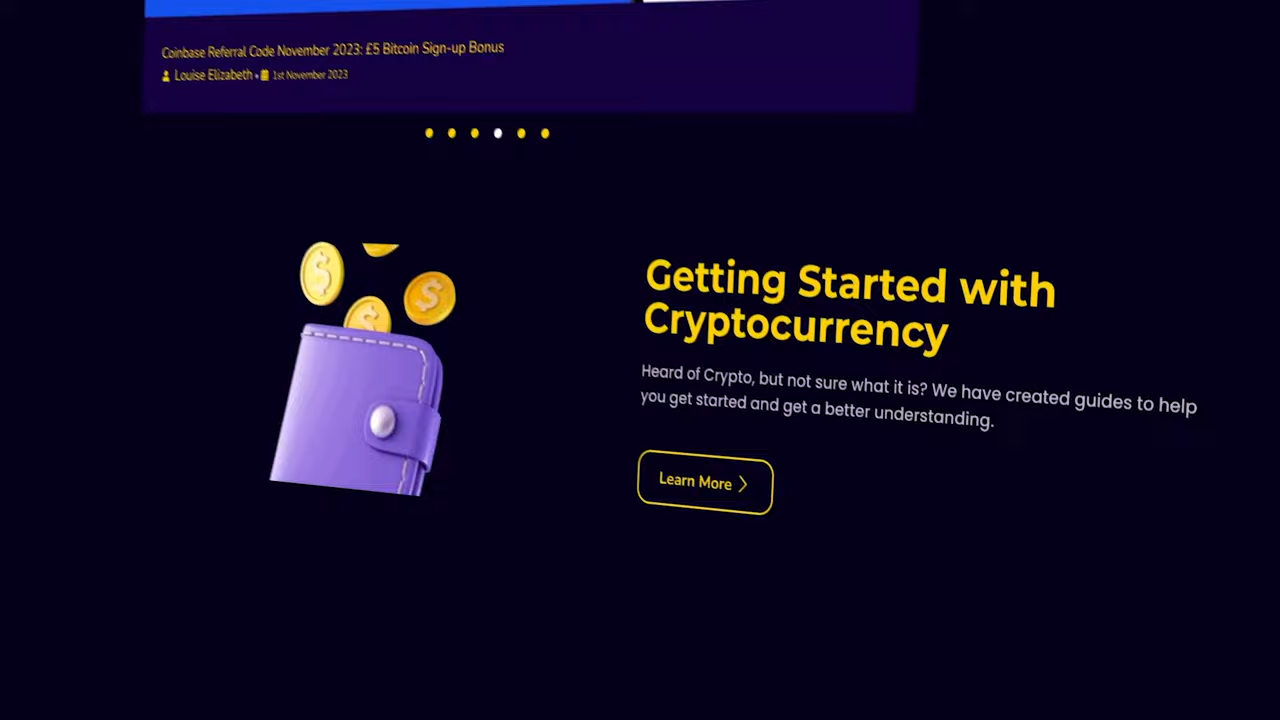 Coinbase Referral Code November 2023: £5 Bitcoin Sign-up Bonus
Louise Elizabeth • 1st November 2023
Getting Started with
Cryptocurrency
Heard of Crypto, but not sure what it is? We have created guides to help
you get started and get a better understanding.
Learn More